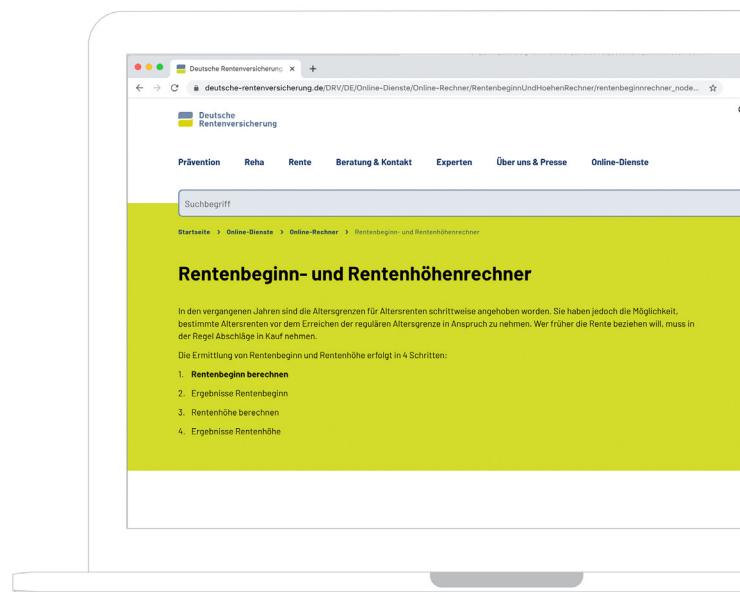 Deutsche Rentenversicherung
deutsche-rentenversicherung.de/DRV/DE/Online-Dienste/Online-Rechner/RentenbeginnUndHoehenRechner/rentenbeginnrechner_node...
Deutsche
Rentenversicherung
Prävention Reha Rente Beratung & Kontakt Experten Über uns & Presse Online-Dienste
Suchbegriff
Startseite > Online-Dienste > Online-Rechner > Rentenbeginn- und Rentenhöhenrechner
Rentenbeginn- und Rentenhöhenrechner
In den vergangenen Jahren sind die Altersgrenzen für Altersrenten schrittweise angehoben worden. Sie haben jedoch die Möglichkeit,
bestimmte Altersrenten vor dem Erreichen der regulären Altersgrenze in Anspruch zu nehmen. Wer früher die Rente beziehen will, muss in
der Regel Abschläge in Kauf nehmen.
Die Ermittlung von Rentenbeginn und Rentenhöhe erfolgt in 4 Schritten:
1. Rentenbeginn berechnen
2. Ergebnisse Rentenbeginn
3. Rentenhöhe berechnen
4. Ergebnisse Rentenhöhe